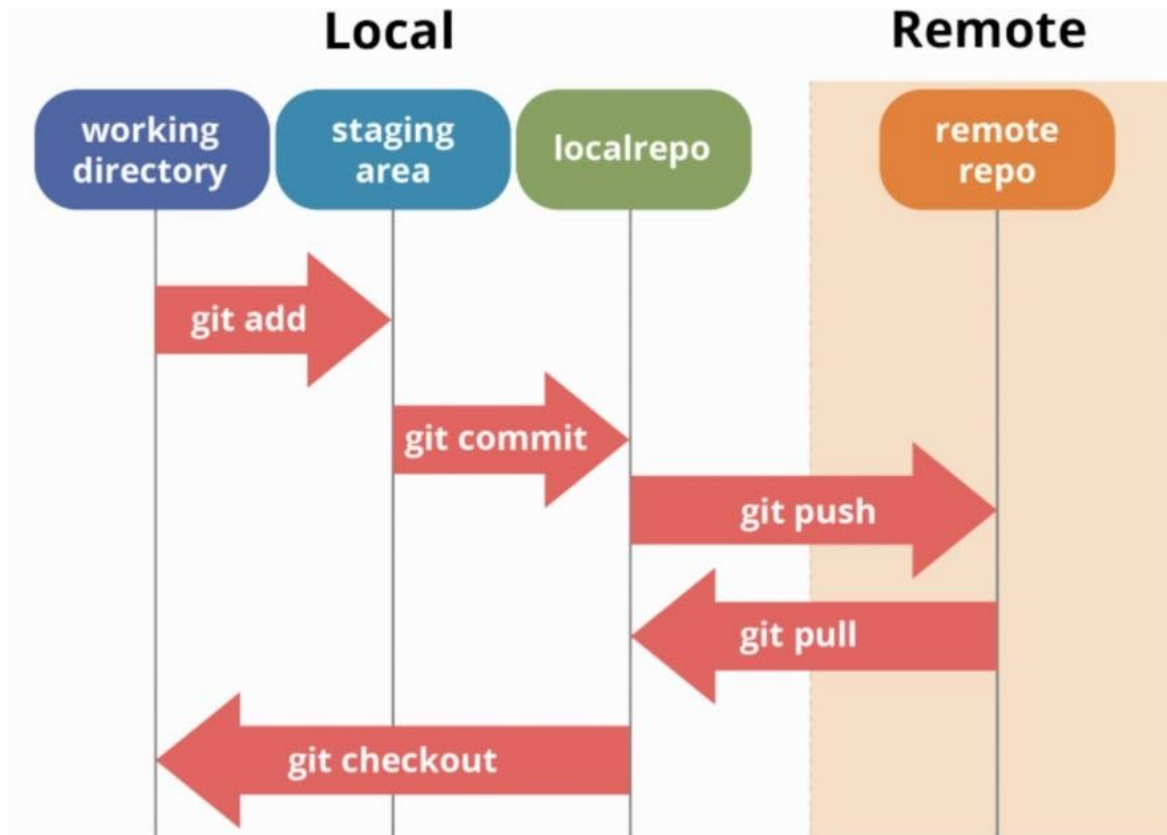 Local
Remote
working
directory
staging
area
localrepo
remote
repo
git add
git commit
git push
git pull
git checkout